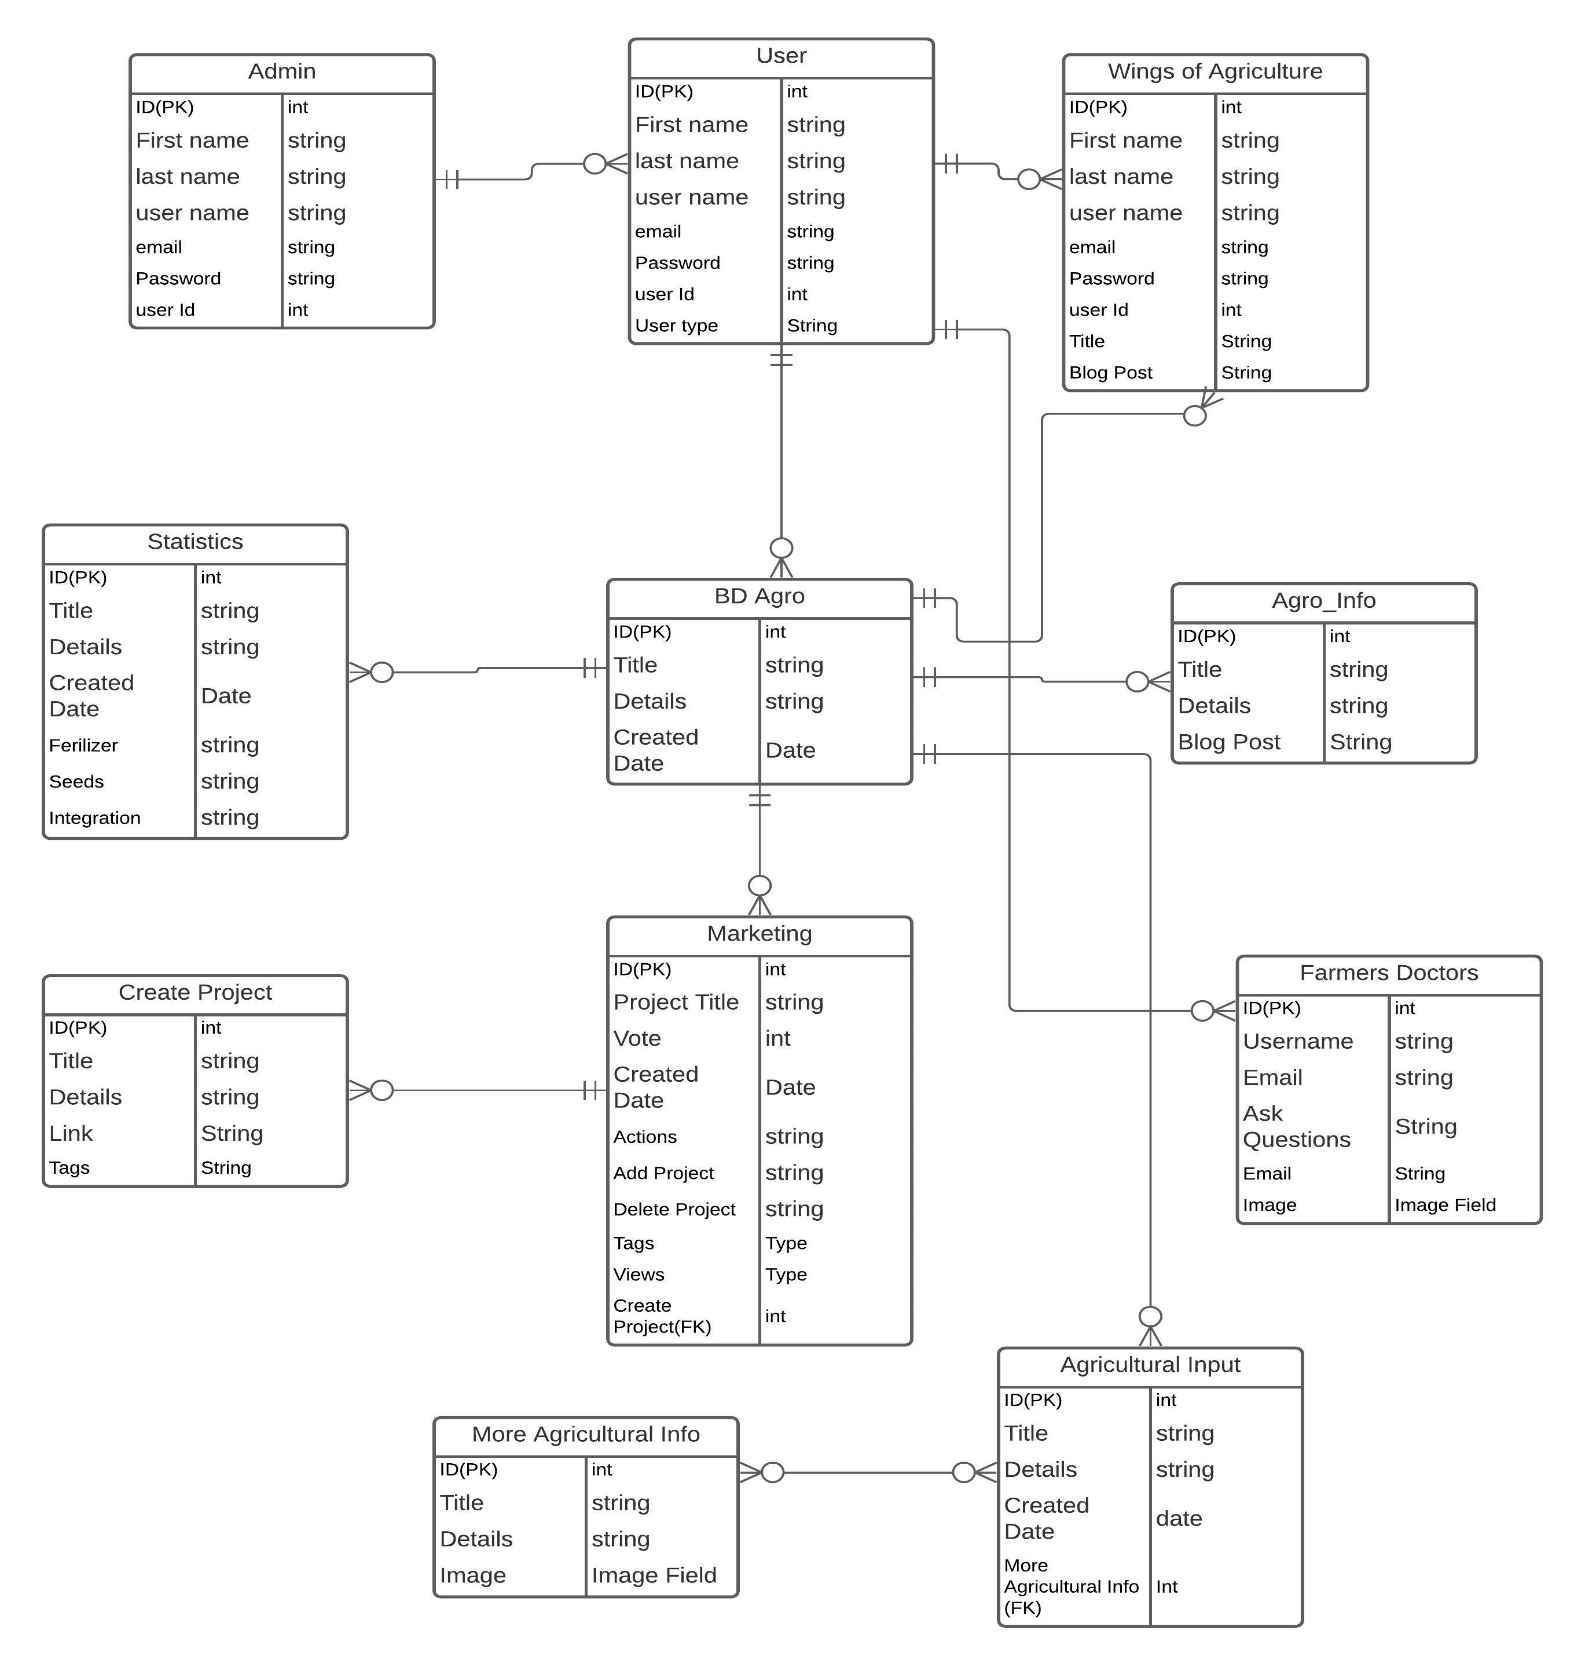 Admin
ID(PK) int
First name string
last name string
user name string
email string
Password string
user Id int
User
ID(PK) int
First name string
last name string
user name string
email string
Password string
user Id int
User type String
Wings of Agriculture
ID(PK) int
First name string
last name string
user name string
email string
Password string
user Id int
Title String
Blog Post String
Statistics
ID(PK) int
Title string
Details string
Created
Date Date
Ferilizer string
Seeds string
Integration string
BD Agro
ID(PK) int
Title string
Details string
Created
Date Date
Agro_Info
ID(PK) int
Title string
Details string
Blog Post String
Create Project
ID(PK) int
Title string
Details string
Link String
Tags String
Marketing
ID(PK) int
Project Title string
Vote int
Created
Date Date
Actions string
Add Project string
Delete Project string
Tags Type
Views Type
Create
Project(FK) int
Farmers Doctors
ID(PK) int
Username string
Email string
Ask
Questions String
Email String
Image Image Field
More Agricultural Info
ID(PK) int
Title string
Details string
Image Image Field
Agricultural Input
ID(PK) int
Title string
Details string
Created
Date date
More
Agricultural Info Int
(FK)